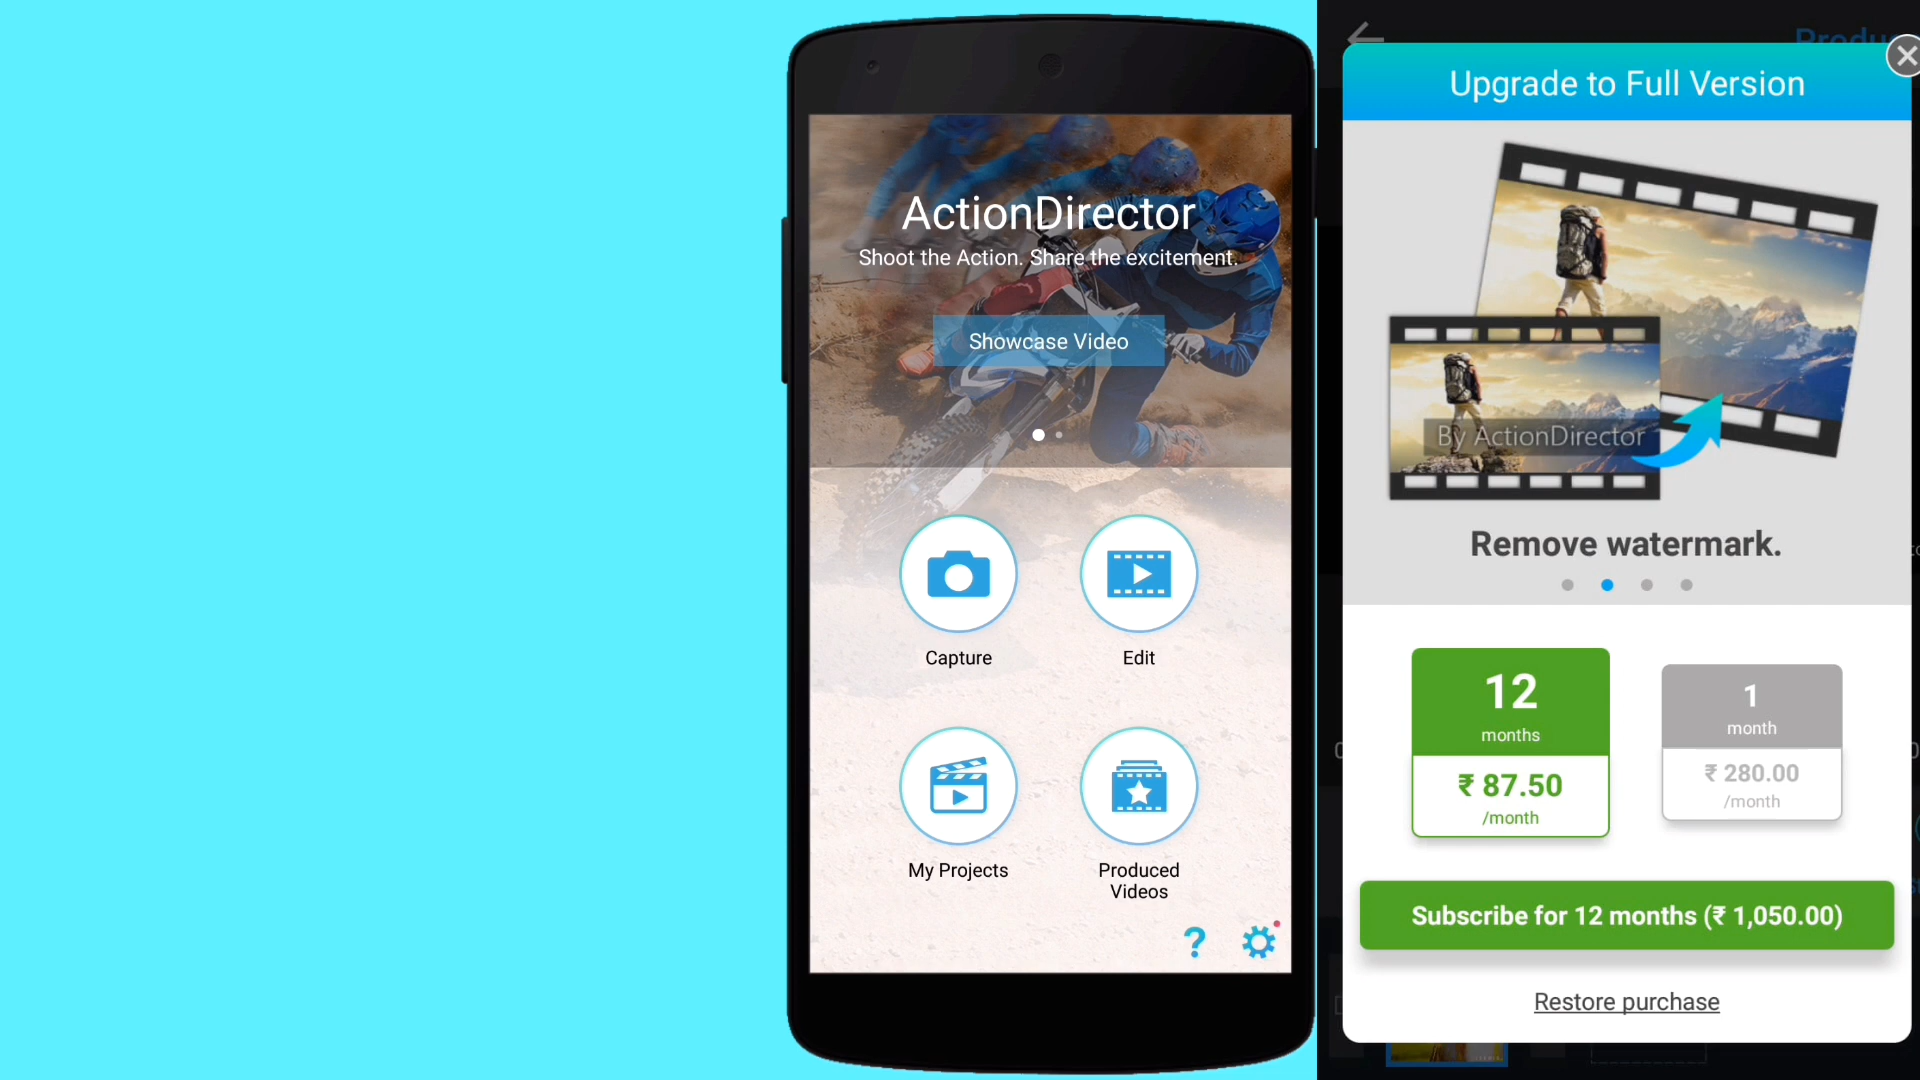 ActionDirector
Shoot the Action. Share the excitement.
Showcase Video
Capture
Edit
My Projects
Produced
Videos
?
Upgrade to Full Version
By ActionDirector
Remove watermark.
12
months
₹ 87.50
/month
1
month
₹ 280.00
/month
Subscribe for 12 months (₹ 1,050.00)
Restore purchase